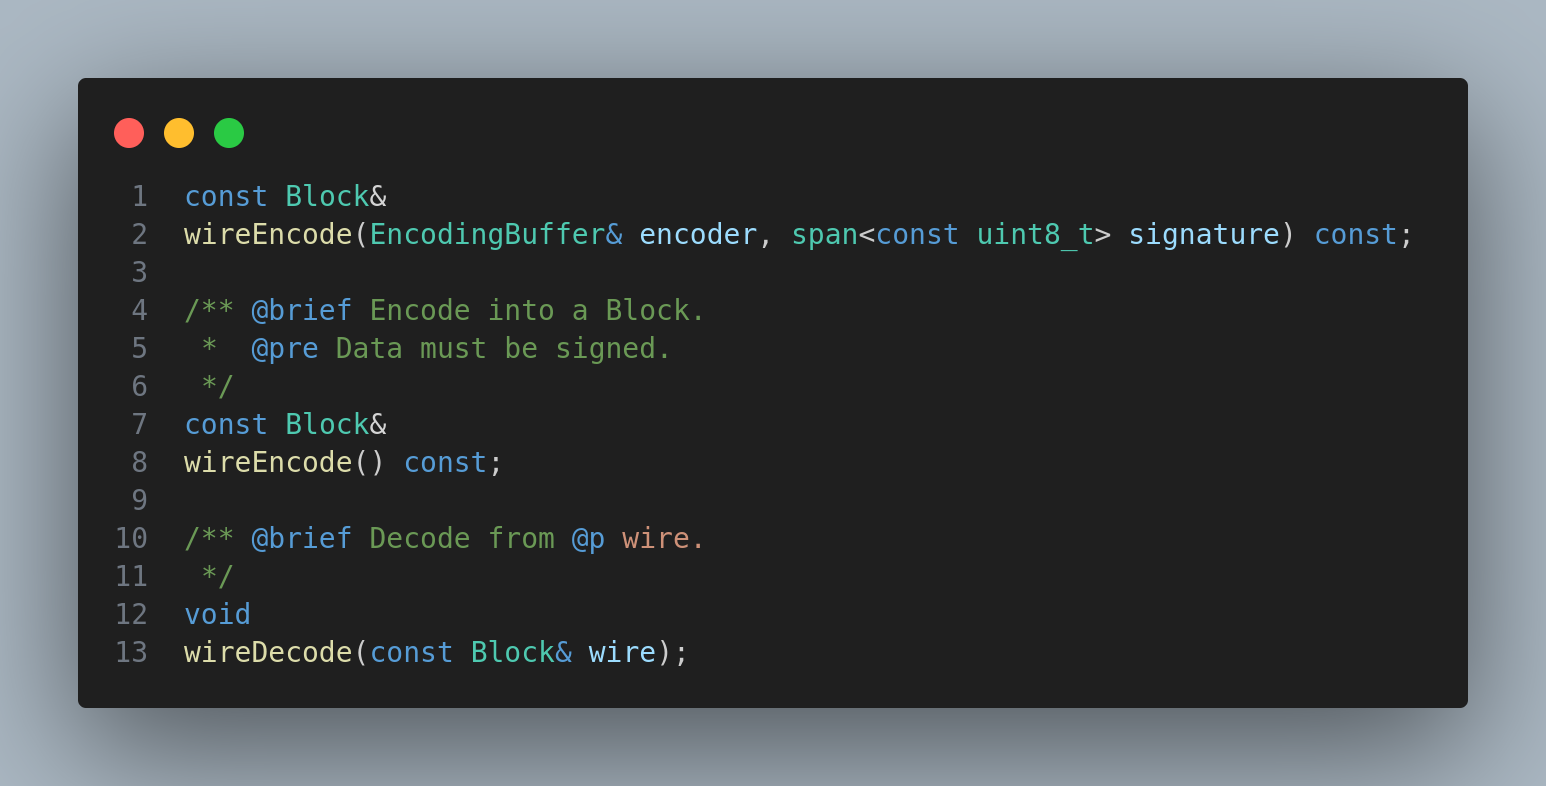 1 const Block&
2 wireEncode(EncodingBuffer& encoder, span<const uint8_t> signature) const;
3
4 /** @brief Encode into a Block.
5  *  @pre Data must be signed.
6  */
7 const Block&
8 wireEncode() const;
9
10 /** @brief Decode from @p wire.
11  */
12 void
13 wireDecode(const Block& wire);